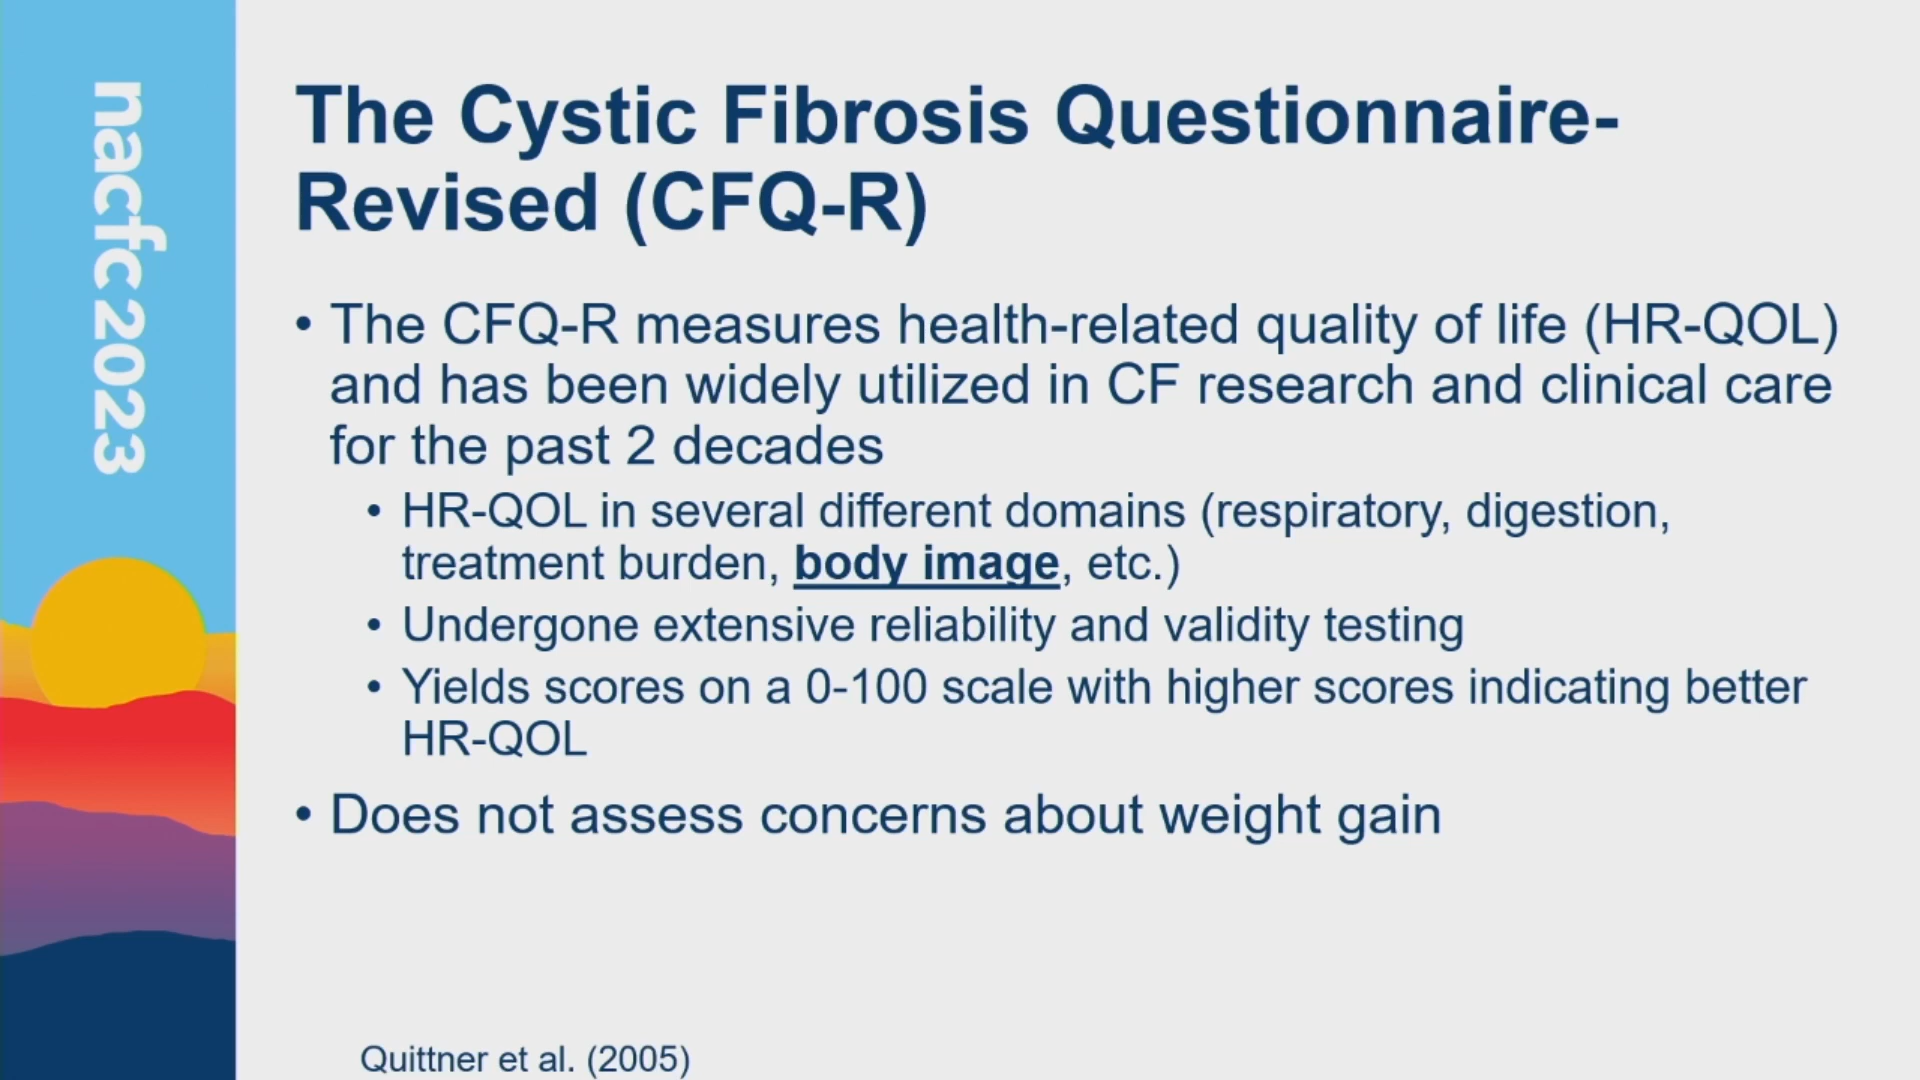 nacfc 2023
The Cystic Fibrosis Questionnaire-
Revised (CFQ-R)
• The CFQ-R measures health-related quality of life (HR-QOL)
and has been widely utilized in CF research and clinical care
for the past 2 decades
• HR-QOL in several different domains (respiratory, digestion,
treatment burden, body image, etc.)
• Undergone extensive reliability and validity testing
• Yields scores on a 0-100 scale with higher scores indicating better
HR-QOL
• Does not assess concerns about weight gain
Quittner et al. (2005)